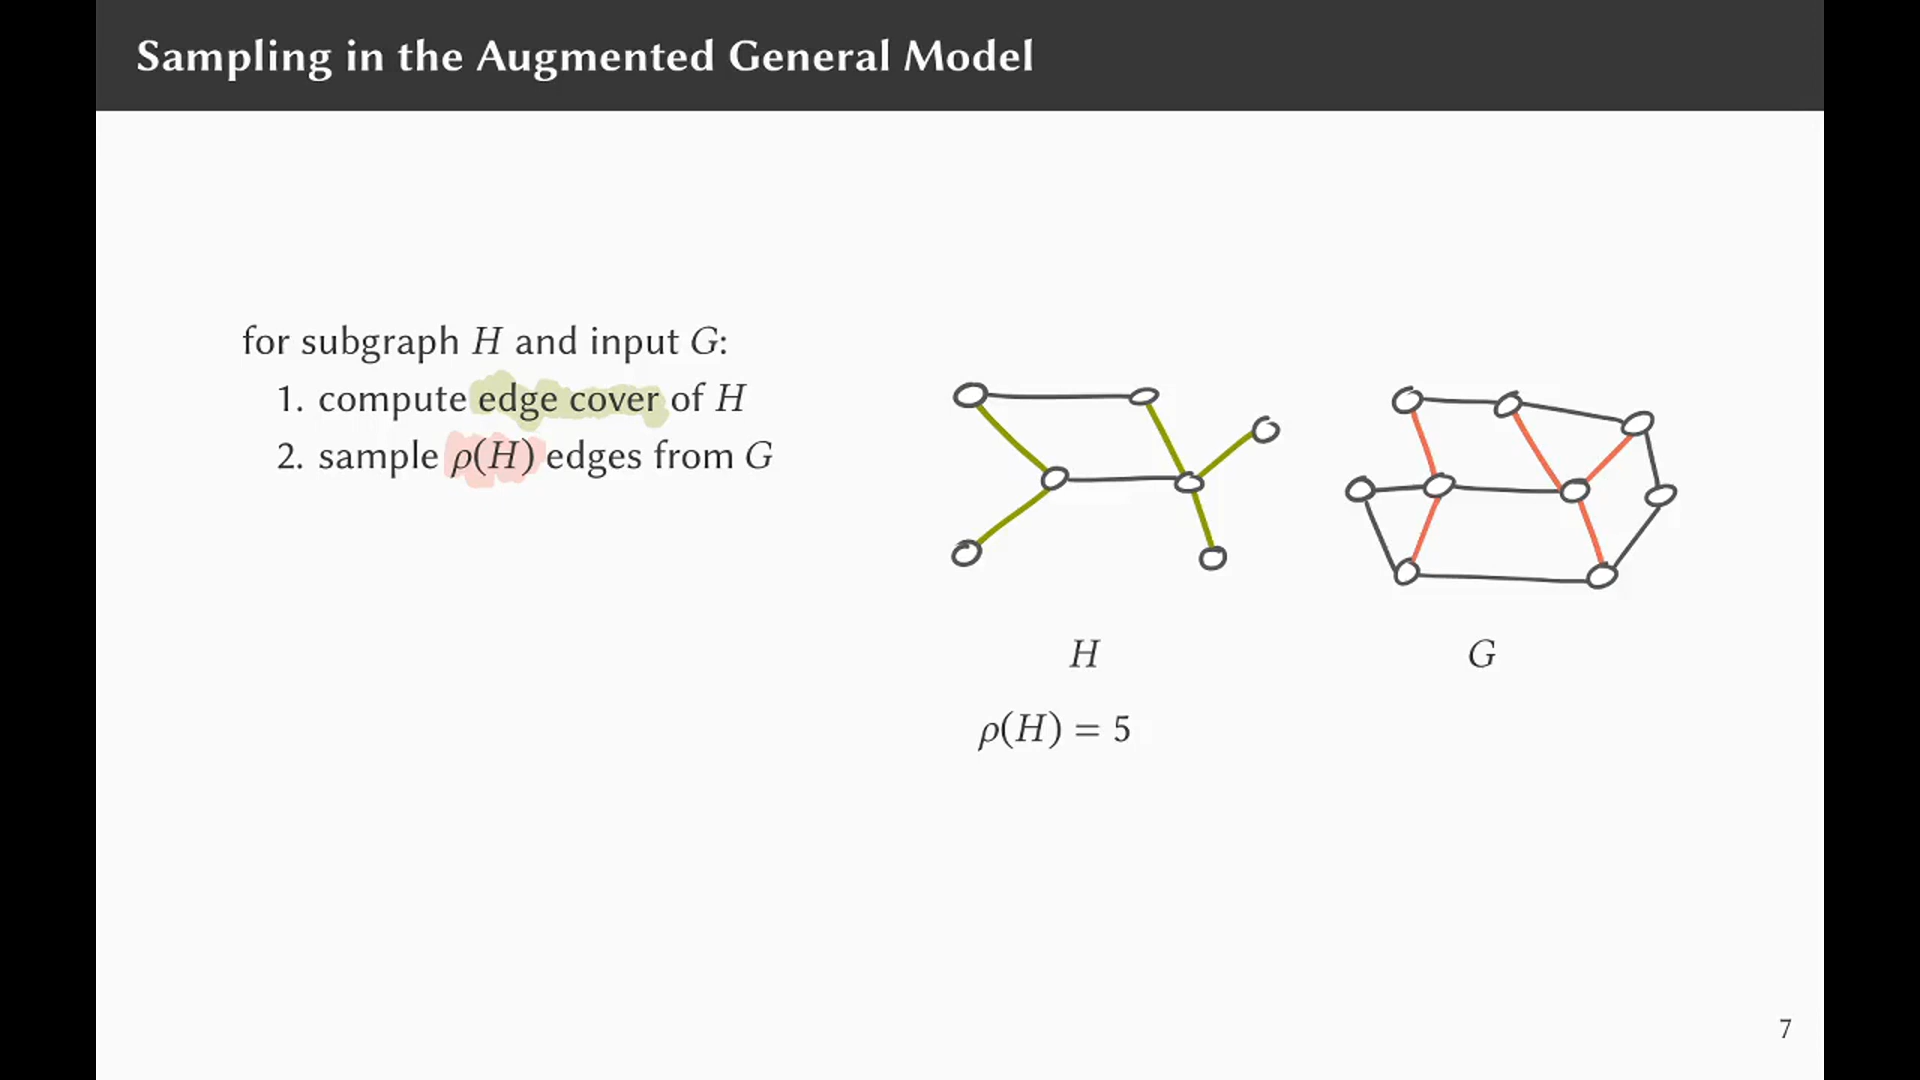 Sampling in the Augmented General Model
for subgraph H and input G:
1. compute edge cover of H
2. sample ρ(H) edges from G
H
G
ρ(H) = 5
7